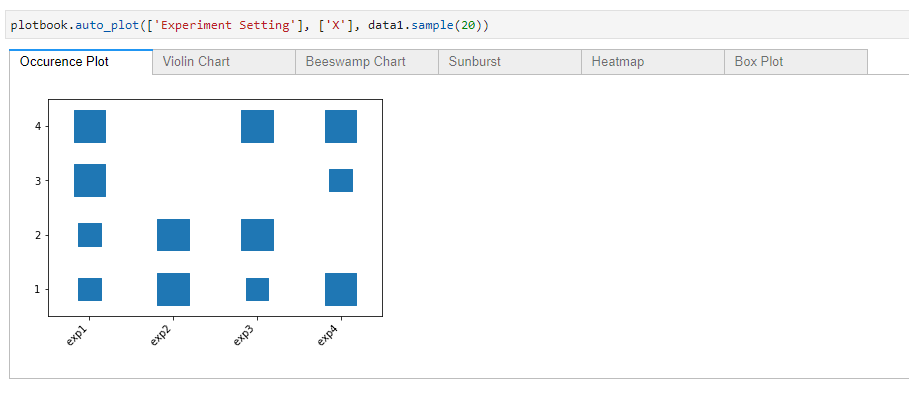 plotbook.auto_plot(['Experiment Setting'], ['X'], data1.sample(20))
Occurence Plot Violin Chart Beeswamp Chart Sunburst Heatmap Box Plot
4
3
2
1
exp1 exp2 exp3 exp4